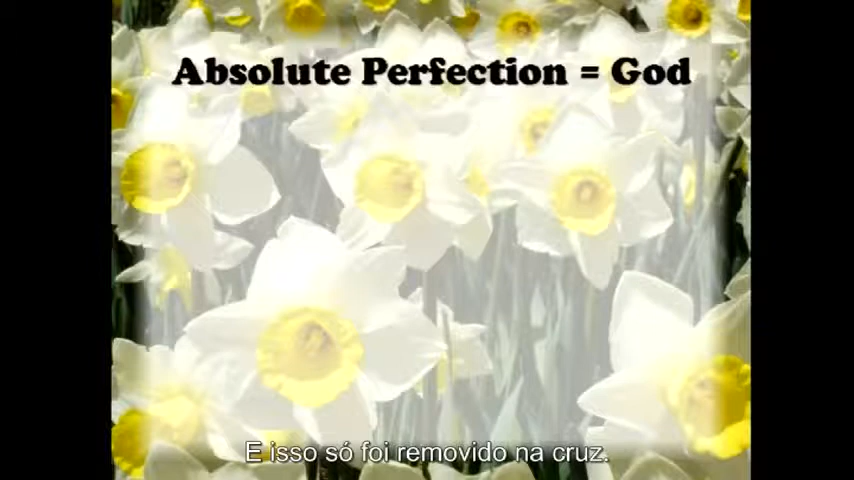 Absolute Perfection = God
E isso só foi removido na cruz.